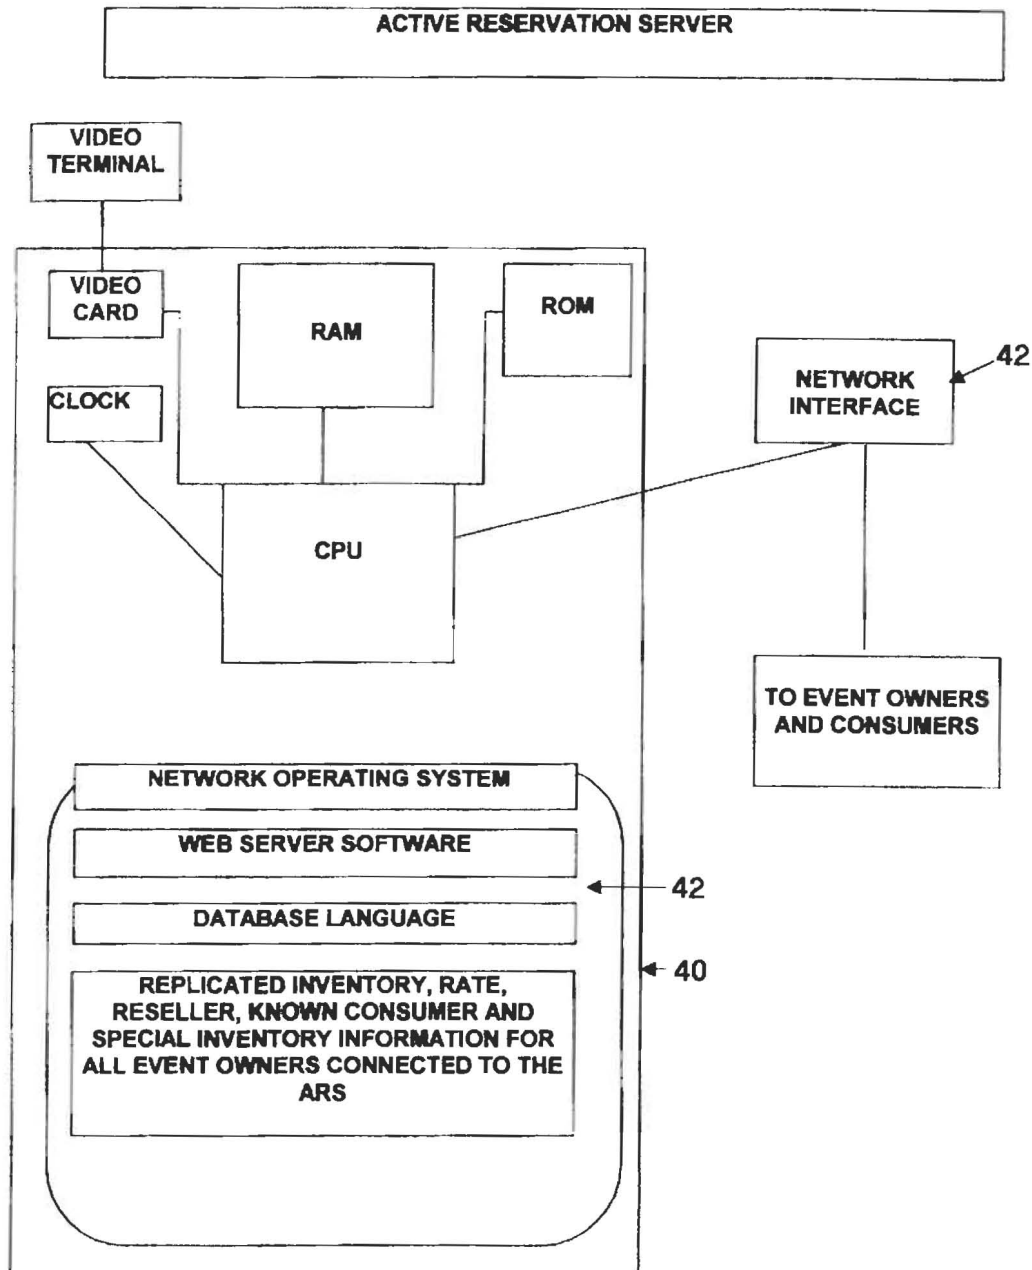 ACTIVE RESERVATION SERVER
VIDEO
TERMINAL
VIDEO
CARD
RAM
ROM
CLOCK
CPU
NETWORK
INTERFACE
42
TO EVENT OWNERS
AND CONSUMERS
NETWORK OPERATING SYSTEM
WEB SERVER SOFTWARE
42
DATABASE LANGUAGE
40
REPLICATED INVENTORY, RATE,
RESELLER, KNOWN CONSUMER AND
SPECIAL INVENTORY INFORMATION FOR
ALL EVENT OWNERS CONNECTED TO THE
ARS